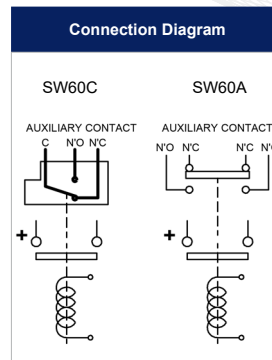 Connection Diagram
SW60C SW60A
AUXILIARY CONTACT AUXILIARY CONTACT
C N'O N'C N'O N'C N'C N'O
+ +